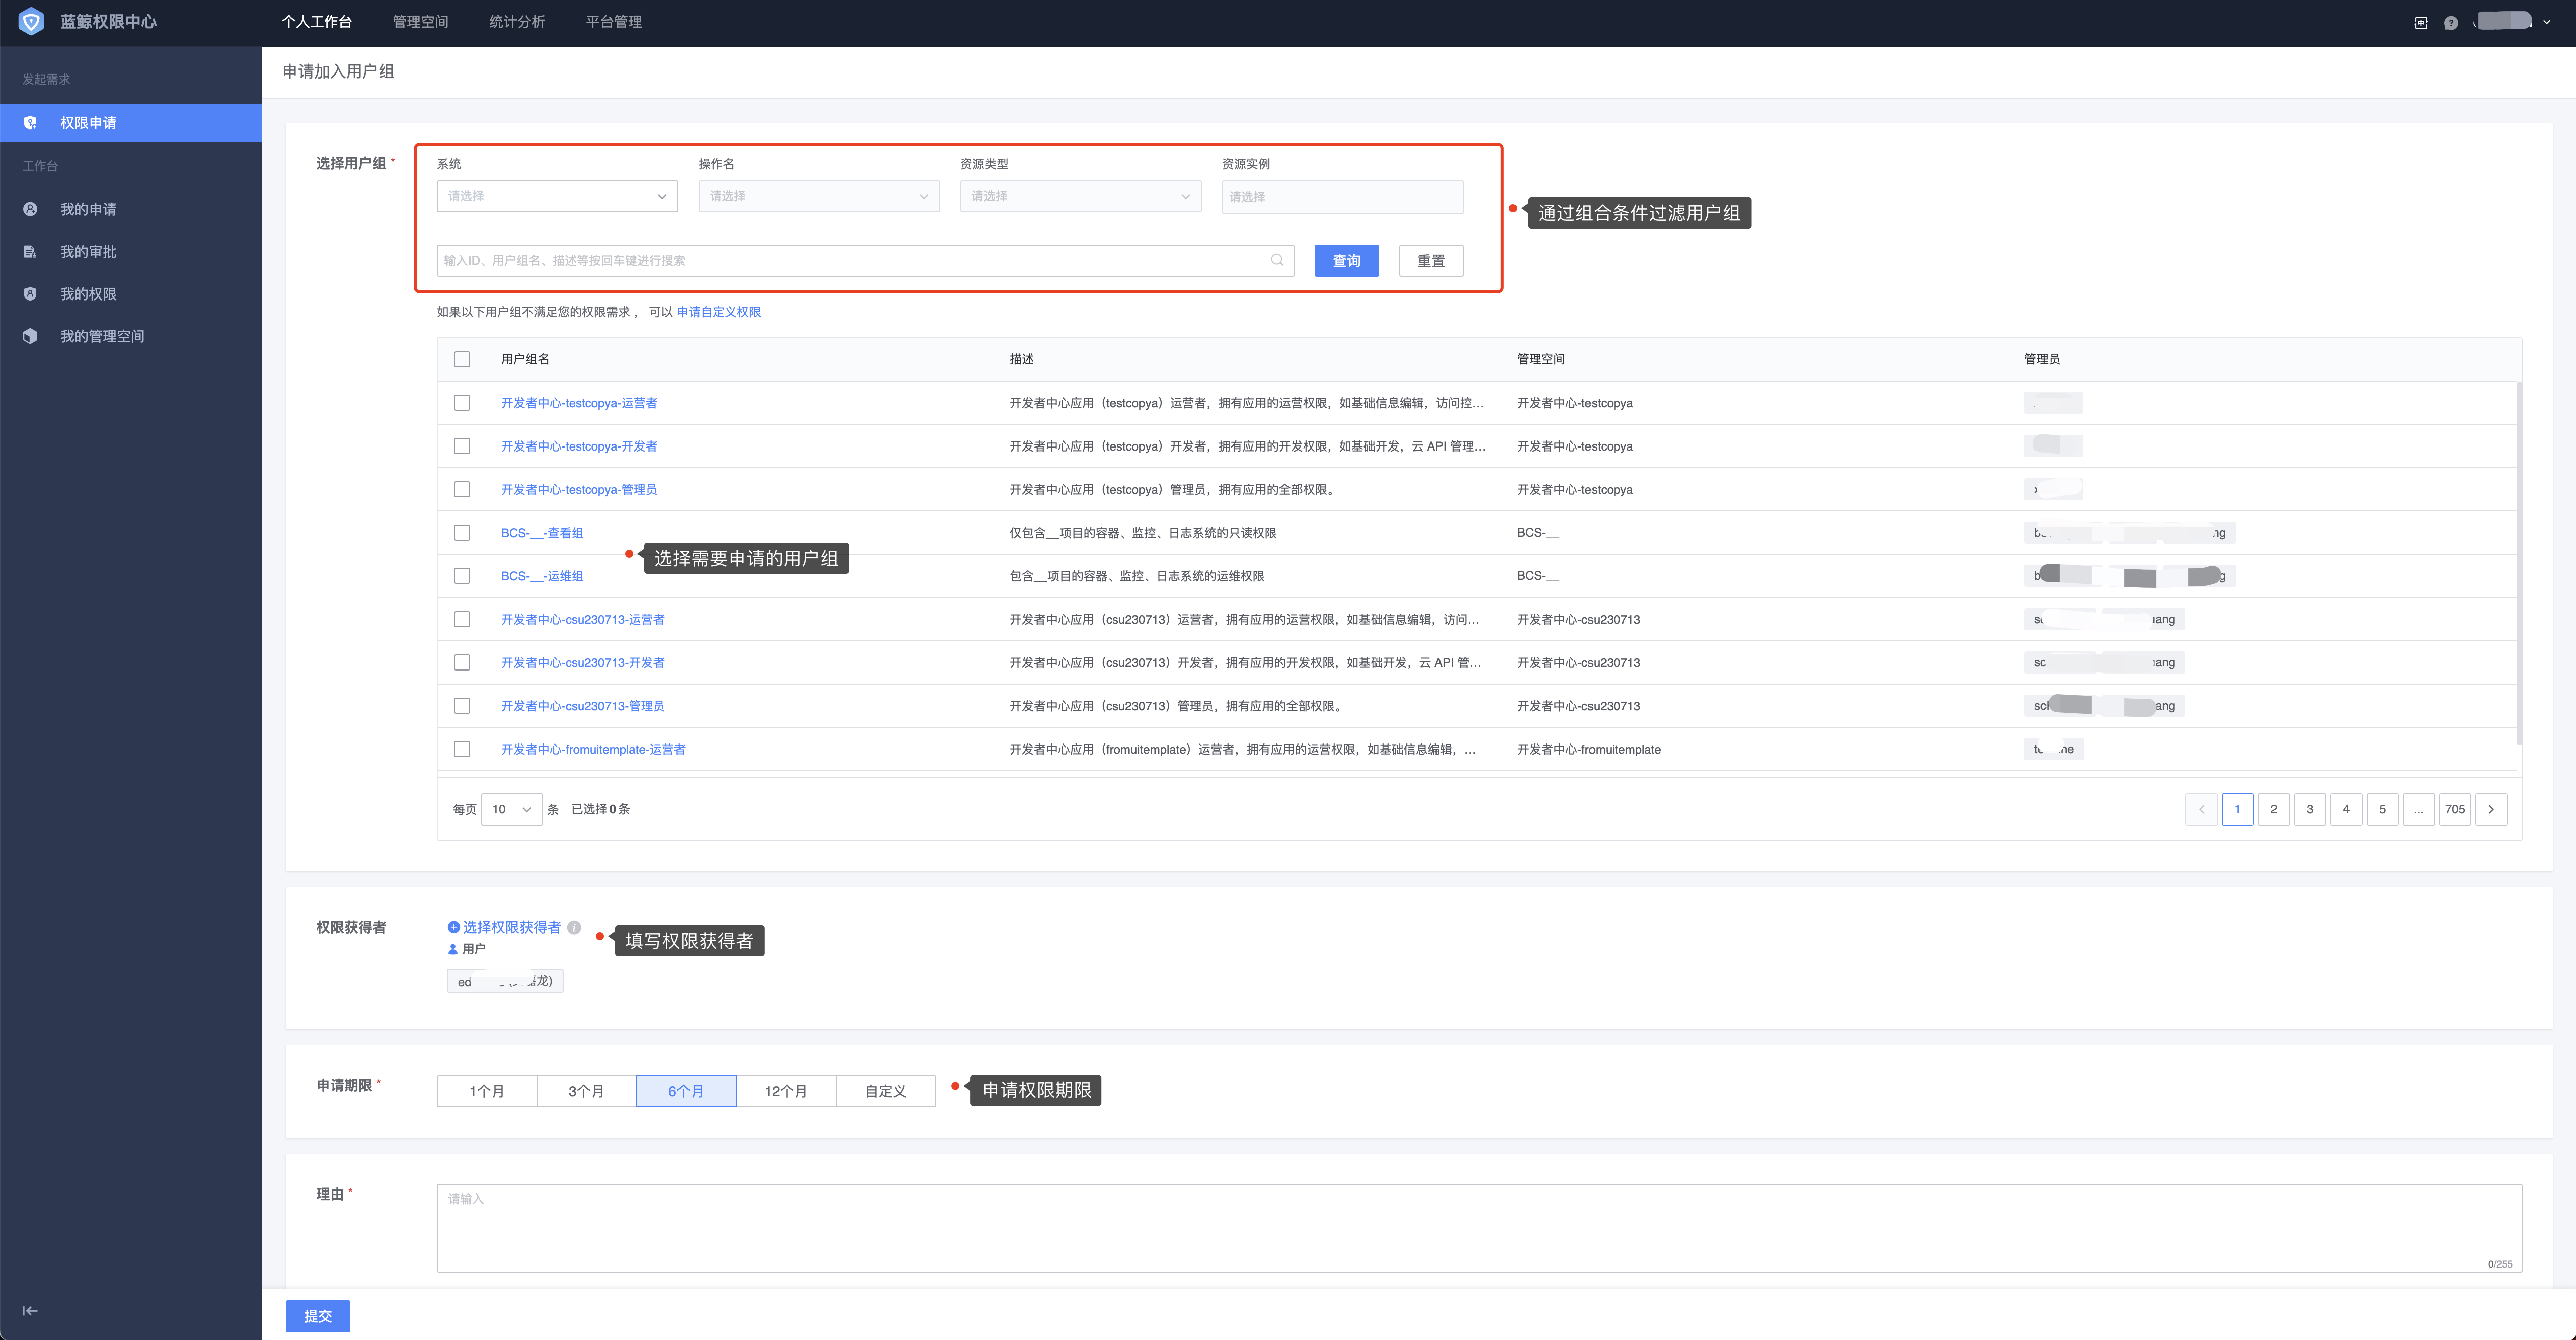 蓝鲸权限中心 个人工作台 管理空间 统计分析 平台管理
发起需求
权限申请
工作台
我的申请
我的审批
我的权限
我的管理空间
申请加入用户组
选择用户组 *
系统 操作名 资源类型 资源实例
请选择 请选择 请选择 请选择
通过组合条件过滤用户组
输入ID、用户组名、描述等按回车键进行搜索 查询 重置
如果以下用户组不满足您的权限需求， 可以 申请自定义权限
用户组名 描述 管理空间 管理员
开发者中心-testcopya-运营者 开发者中心应用（testcopya）运营者，拥有应用的运营权限，如基础信息编辑，访问控... 开发者中心-testcopya
开发者中心-testcopya-开发者 开发者中心应用（testcopya）开发者，拥有应用的开发权限，如基础开发，云 API 管理... 开发者中心-testcopya
开发者中心-testcopya-管理员 开发者中心应用（testcopya）管理员，拥有应用的全部权限。 开发者中心-testcopya
BCS-__-查看组 仅包含__项目的容器、监控、日志系统的只读权限 BCS-__
选择需要申请的用户组
BCS-__-运维组 包含__项目的容器、监控、日志系统的运维权限 BCS-__
开发者中心-csu230713-运营者 开发者中心应用（csu230713）运营者，拥有应用的运营权限，如基础信息编辑，访问... 开发者中心-csu230713
开发者中心-csu230713-开发者 开发者中心应用（csu230713）开发者，拥有应用的开发权限，如基础开发，云 API 管... 开发者中心-csu230713
开发者中心-csu230713-管理员 开发者中心应用（csu230713）管理员，拥有应用的全部权限。 开发者中心-csu230713
开发者中心-fromuitemplate-运营者 开发者中心应用（fromuitemplate）运营者，拥有应用的运营权限，如基础信息编辑，... 开发者中心-fromuitemplate
每页 10 条 已选择 0 条 1 2 3 4 5 ... 705
权限获得者
选择权限获得者
填写权限获得者
用户
申请期限 *
1个月 3个月 6个月 12个月 自定义
申请权限期限
理由 *
请输入
0/255
提交